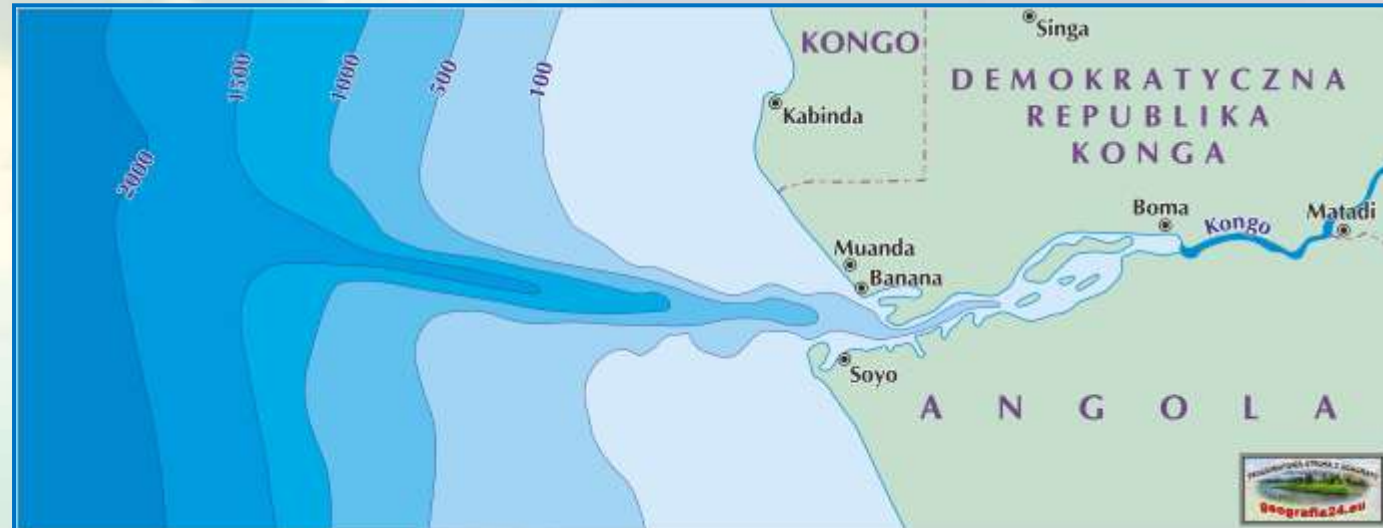 Singa
KONGO
DEMOKRATYCZNA
REPUBLIKA
KONGA
1500
1000
500
100
Kabinda
2000
Boma
Kongo
Matadi
Muanda
Banana
Soyo
ANGOLA
geografia24.eu